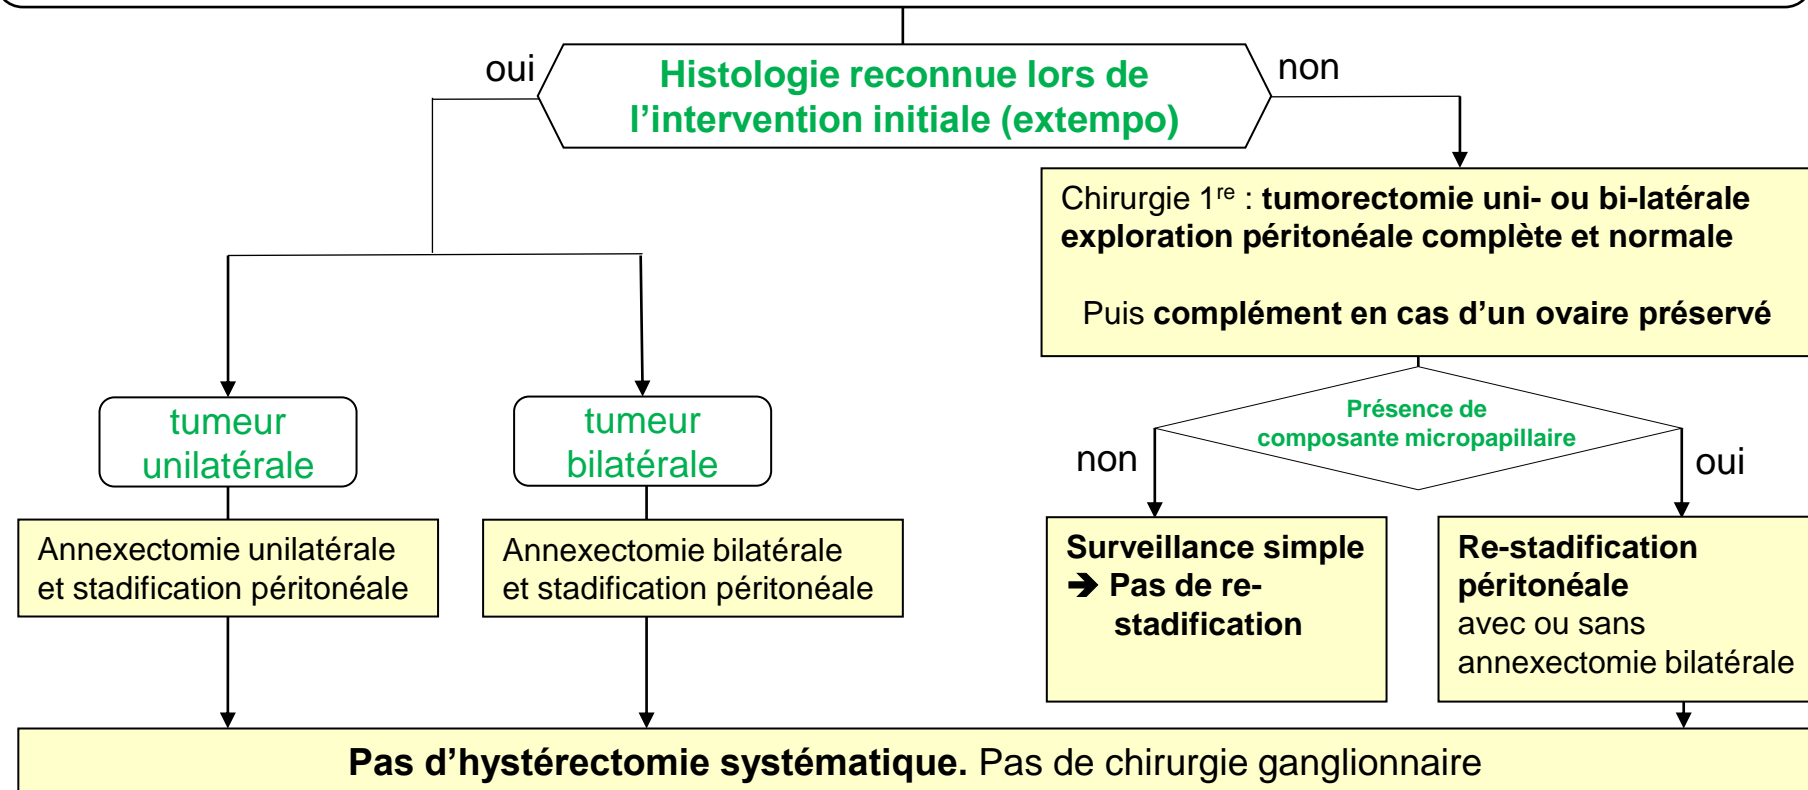 oui
Histologie reconnue lors de
l’intervention initiale (extempo)
non
Chirurgie 1re : tumorectomie uni- ou bi-latérale
exploration péritonéale complète et normale
Puis complément en cas d’un ovaire préservé
tumeur
unilatérale
tumeur
bilatérale
Présence de
composante micropapillaire
non
oui
Annexectomie unilatérale
et stadification péritonéale
Annexectomie bilatérale
et stadification péritonéale
Surveillance simple
➔ Pas de re-
stadification
Re-stadification
péritonéale
avec ou sans
annexectomie bilatérale
Pas d’hystérectomie systématique. Pas de chirurgie ganglionnaire